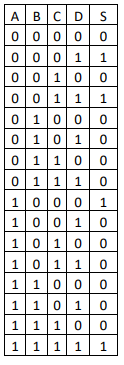 A B C D S
0 0 0 0 0
0 0 0 1 1
0 0 1 0 0
0 0 1 1 1
0 1 0 0 0
0 1 0 1 0
0 1 1 0 0
0 1 1 1 0
1 0 0 0 1
1 0 0 1 0
1 0 1 0 0
1 0 1 1 0
1 1 0 0 0
1 1 0 1 0
1 1 1 0 0
1 1 1 1 1